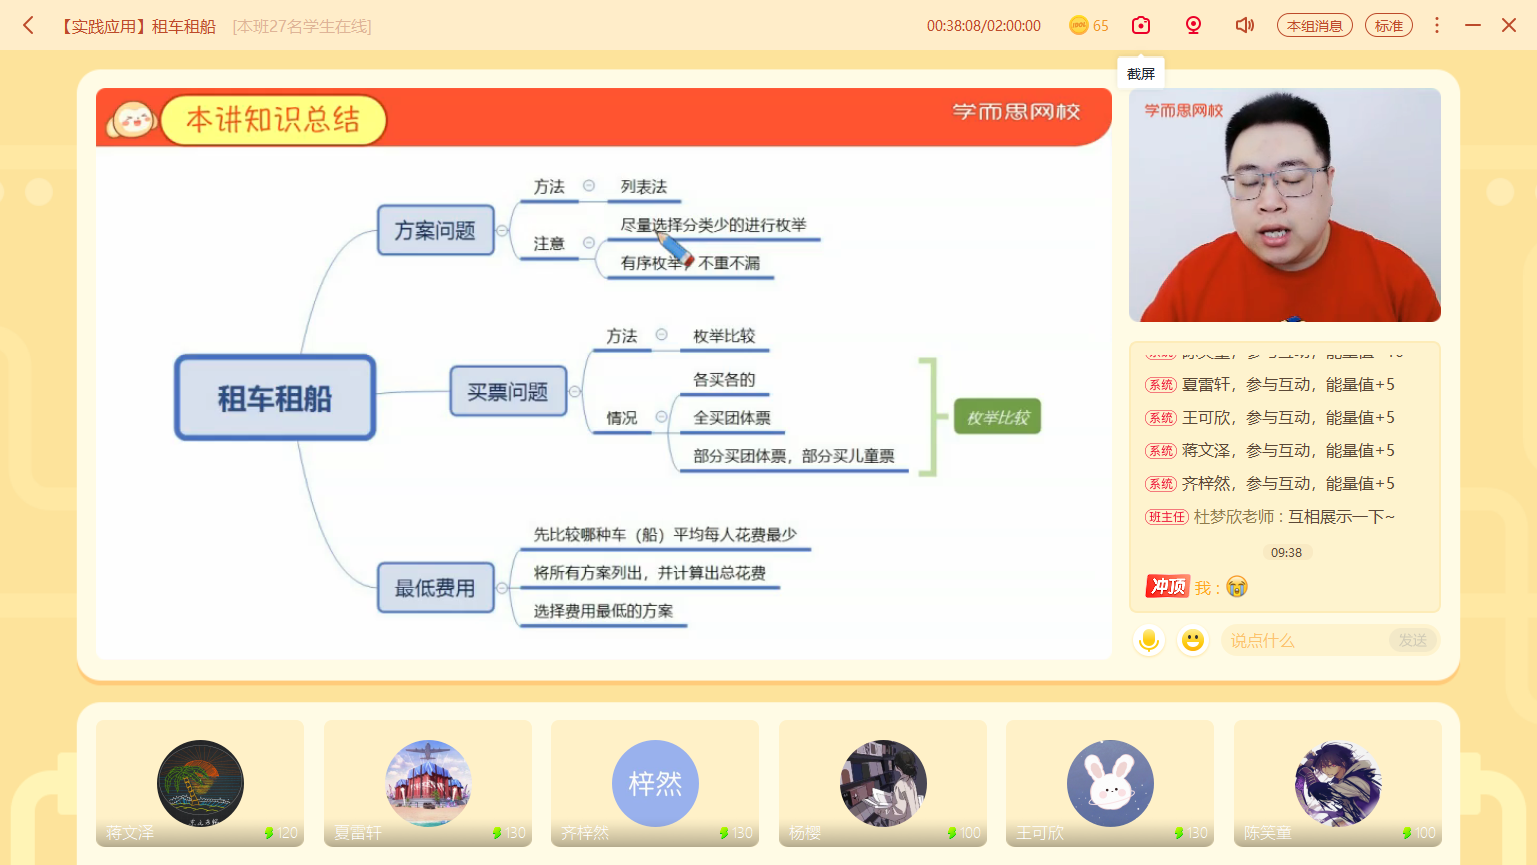 【实践应用】租车租船 [本班27名学生在线] 00:38:08/02:00:00 65 本组消息 标准
截屏
本讲知识总结
学而思网校
学而思网校
方法 列表法
方案问题
尽量选择分类少的进行枚举
注意
有序枚举 不重不漏
方法 枚举比较
租车租船
买票问题
各买各的
情况 全买团体票
枚举比较
部分买团体票，部分买儿童票
先比较哪种车（船）平均每人花费最少
最低费用
将所有方案列出，并计算出总花费
选择费用最低的方案
系统 夏雷轩，参与互动，能量值+5
系统 王可欣，参与互动，能量值+5
系统 蒋文泽，参与互动，能量值+5
系统 齐梓然，参与互动，能量值+5
班主任 杜梦欣老师：互相展示一下~
09:38
冲顶 我：
说点什么 发送
梓然
蒋文泽 120
夏雷轩 130
齐梓然 130
杨樱 100
王可欣 130
陈笑童 100